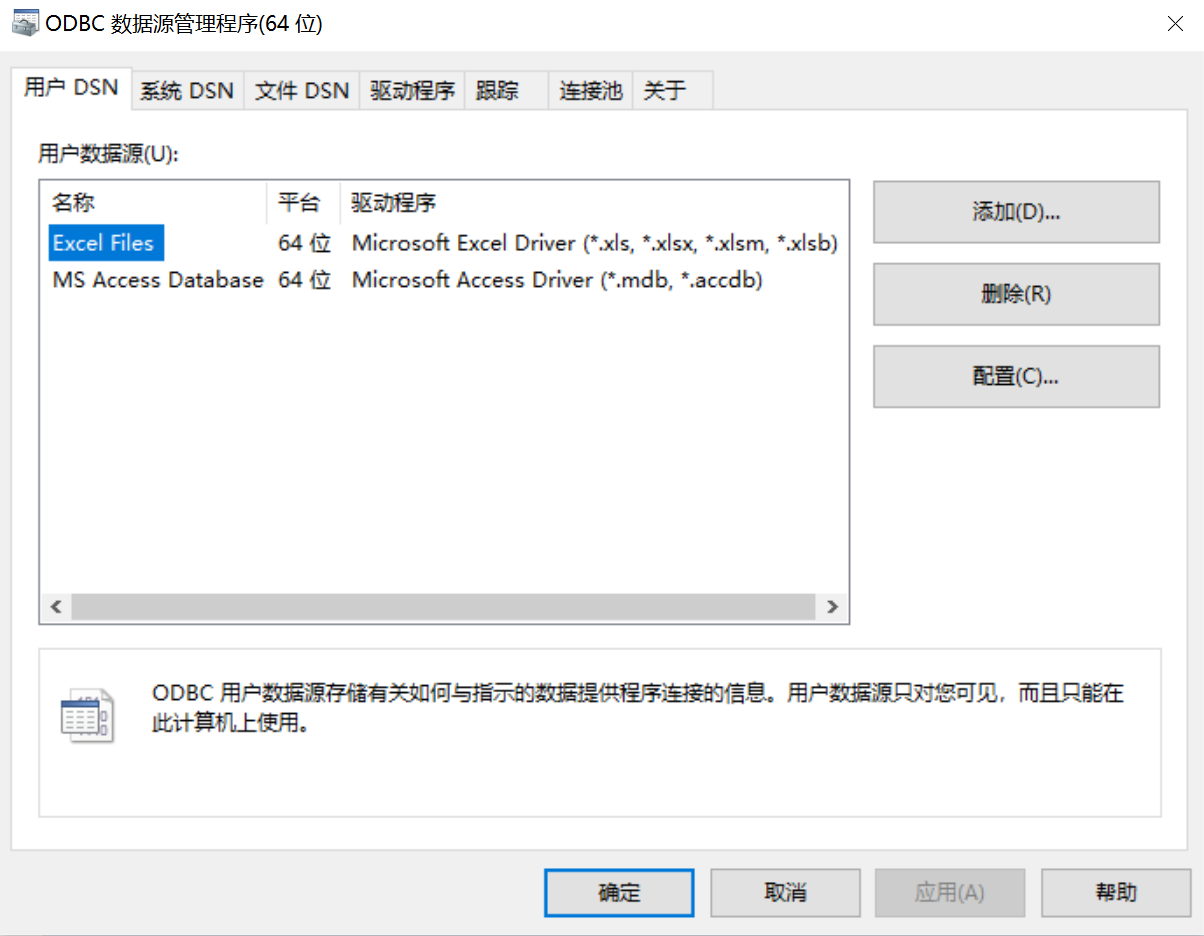 ODBC 数据源管理程序(64 位)
用户 DSN 系统 DSN 文件 DSN 驱动程序 跟踪 连接池 关于
用户数据源(U):
名称 平台 驱动程序
Excel Files 64 位 Microsoft Excel Driver (*.xls, *.xlsx, *.xlsm, *.xlsb)
MS Access Database 64 位 Microsoft Access Driver (*.mdb, *.accdb)
添加(D)...
删除(R)
配置(C)...
ODBC 用户数据源存储有关如何与指示的数据提供程序连接的信息。用户数据源只对您可见，而且只能在
此计算机上使用。
确定 取消 应用(A) 帮助